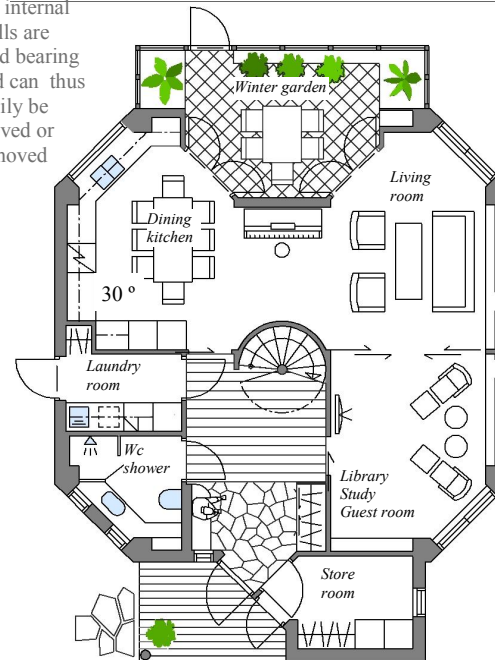 internal
lls are
d bearing
d can thus
ily be
ved or
moved
Winter garden
Living
room
Dining
kitchen
30 º
Laundry
room
Wc
shower
Library
Study
Guest room
Store
room